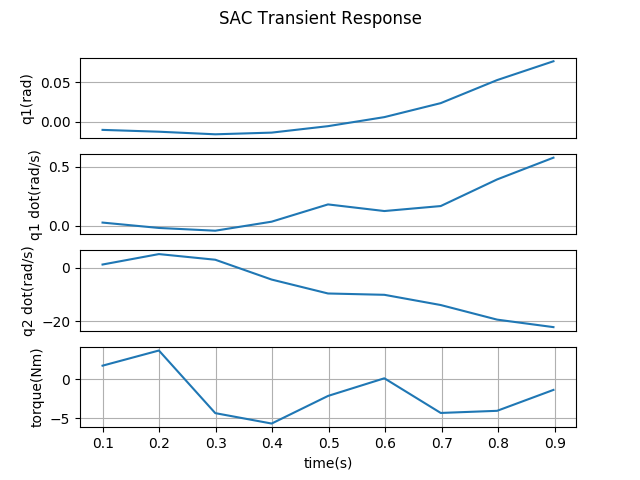 SAC Transient Response
q1(rad)
0.05
0.00
q1 dot(rad/s)
0.5
0.0
q2 dot(rad/s)
0
−20
torque(Nm)
0
−5
0.1 0.2 0.3 0.4 0.5 0.6 0.7 0.8 0.9
time(s)